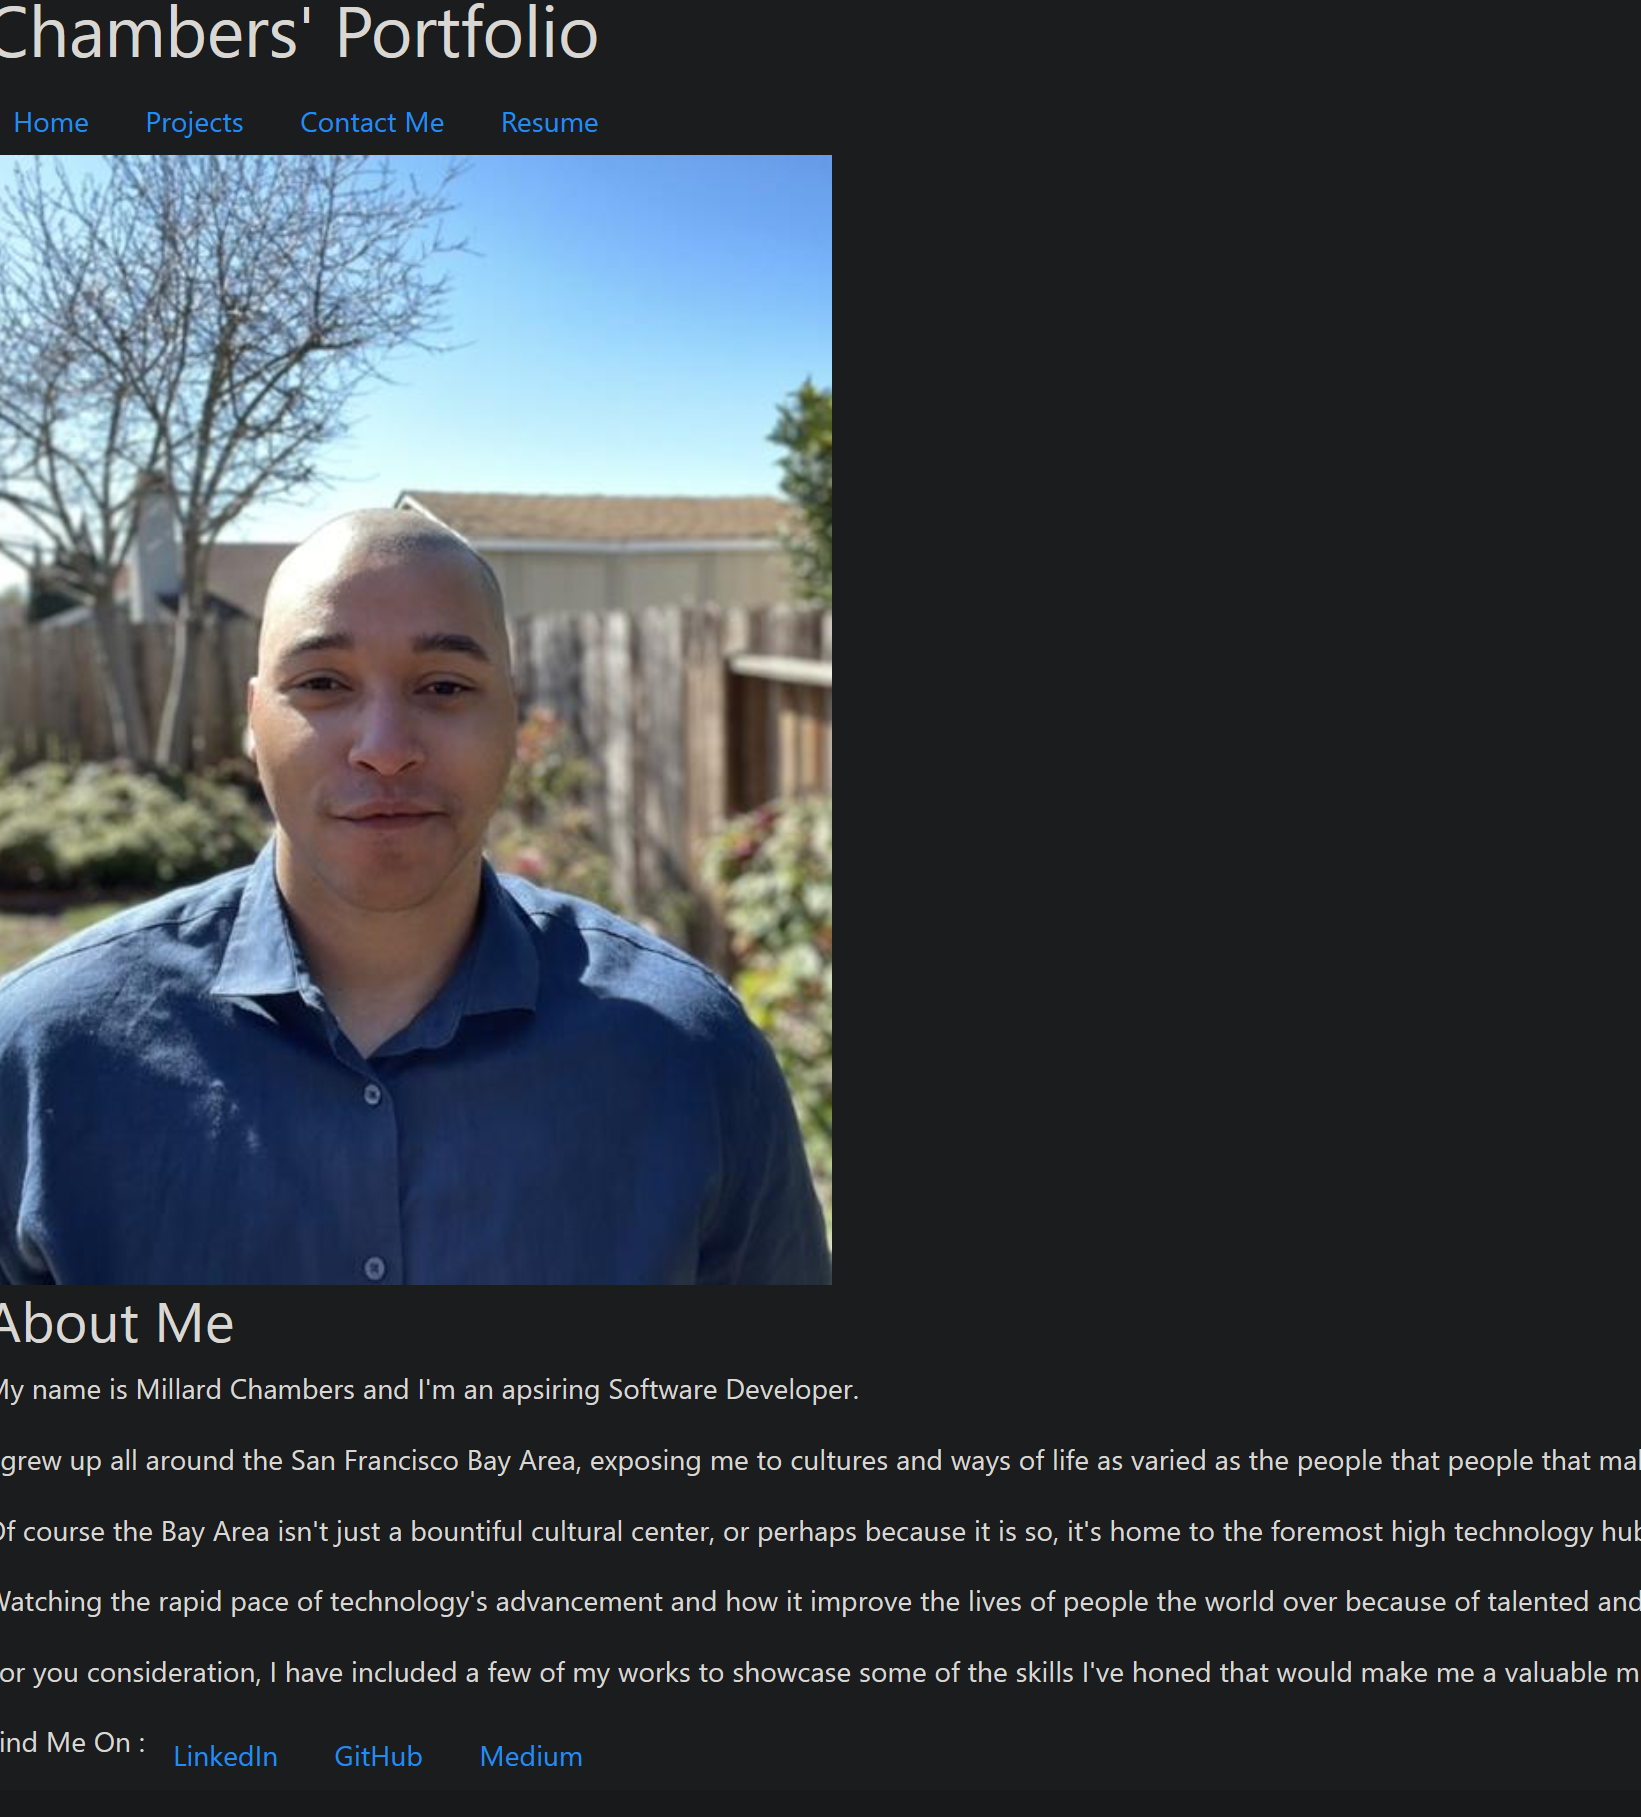 Chambers' Portfolio
Home Projects Contact Me Resume
About Me
My name is Millard Chambers and I'm an apsiring Software Developer.
grew up all around the San Francisco Bay Area, exposing me to cultures and ways of life as varied as the people that people that
Of course the Bay Area isn't just a bountiful cultural center, or perhaps because it is so, it's home to the foremost high technology hub
Watching the rapid pace of technology's advancement and how it improve the lives of people the world over because of talented and
or you consideration, I have included a few of my works to showcase some of the skills I've honed that would make me a valuable
ind Me On :
LinkedIn GitHub Medium